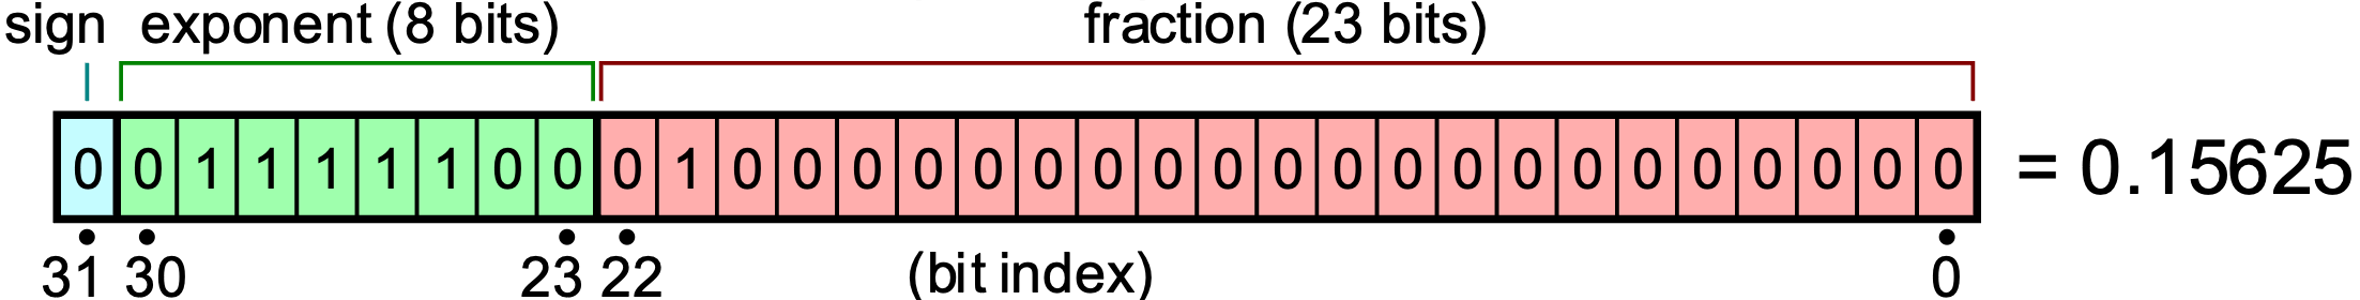 sign exponent (8 bits) fraction (23 bits)
0 0 1 1 1 1 1 0 0 0 1 0 0 0 0 0 0 0 0 0 0 0 0 0 0 0 0 0 0 0 0 0 = 0.15625
31 30 23 22 (bit index) 0